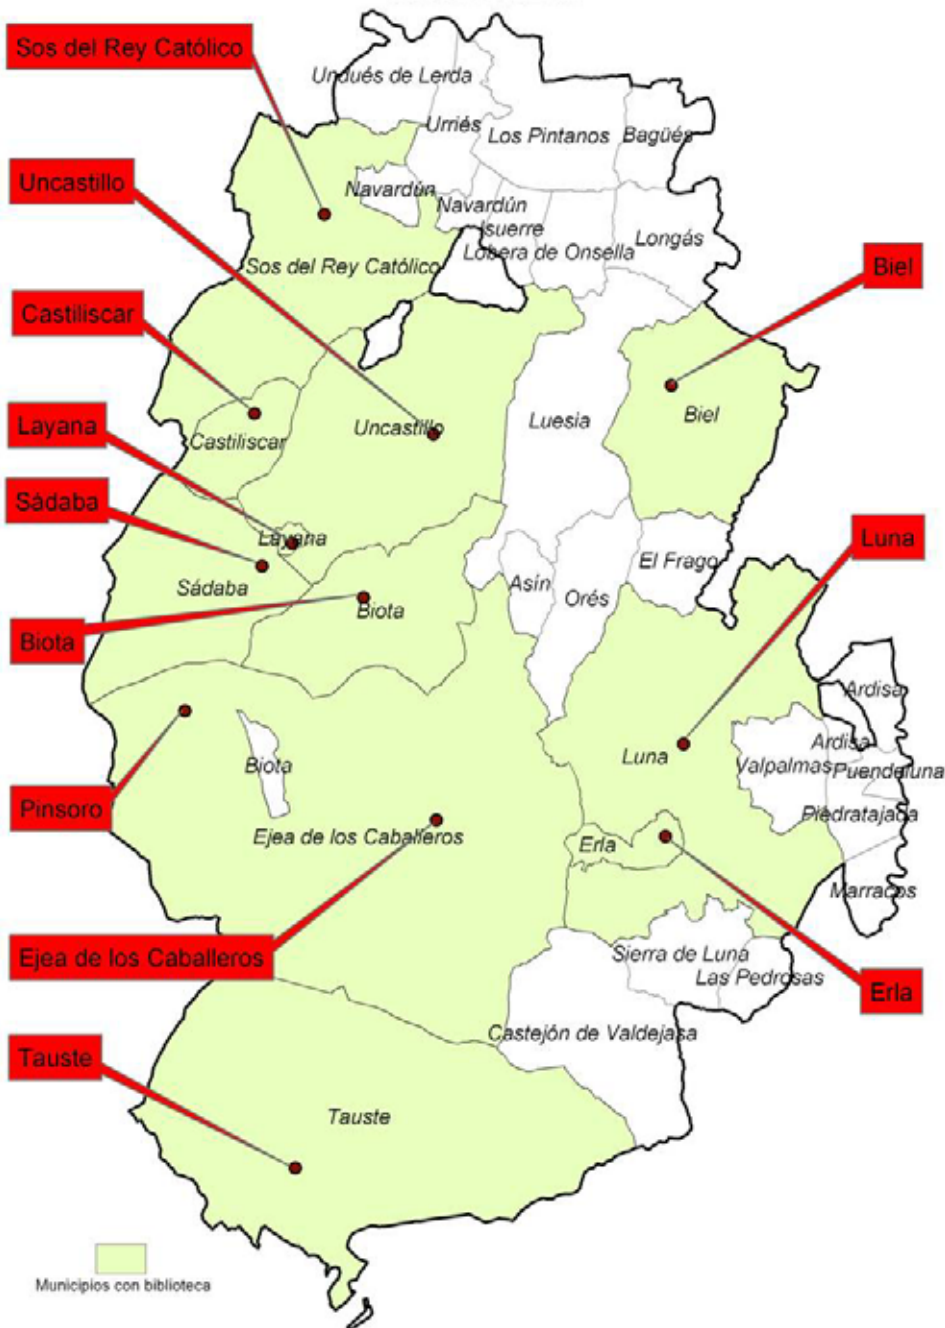 Sos del Rey Católico
Undués de Lerda
Urriés
Los Pintanos
Bagüés
Uncastillo
Navardún
Navardún
Isuerre
Lobera de Onsella
Longás
Sos del Rey Católico
Biel
Castiliscar
Layana
Castiliscar
Uncastillo
Luesia
Biel
Sádaba
Layana
Sádaba
Biota
Asín
Orés
El Frago
Luna
Biota
Ardisa
Luna
Ardisa
Valpalmas
Puendeluna
Biota
Pinsoro
Piedratajada
Ejea de los Caballeros
Erla
Marracos
Ejea de los Caballeros
Sierra de Luna
Las Pedrosas
Erla
Castejón de Valdejasa
Tauste
Tauste
Municipios con biblioteca